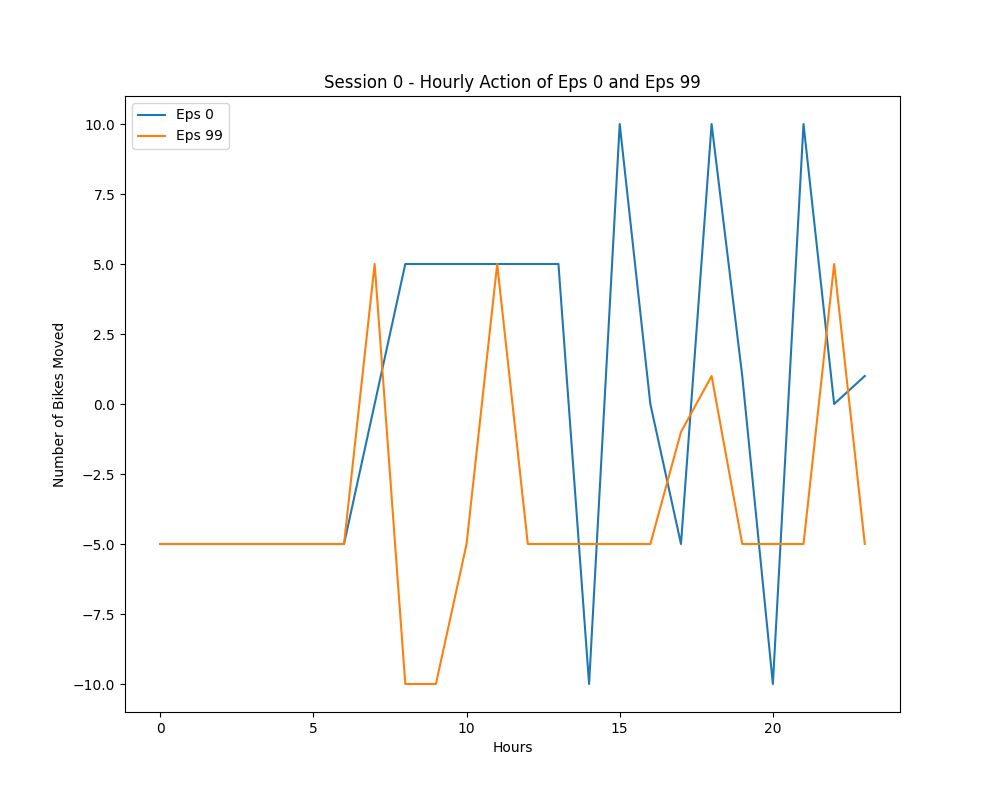 Session 0 - Hourly Action of Eps 0 and Eps 99
Eps 0
Eps 99
Number of Bikes Moved
10.0
7.5
5.0
2.5
0.0
−2.5
−5.0
−7.5
−10.0
0 5 10 15 20
Hours